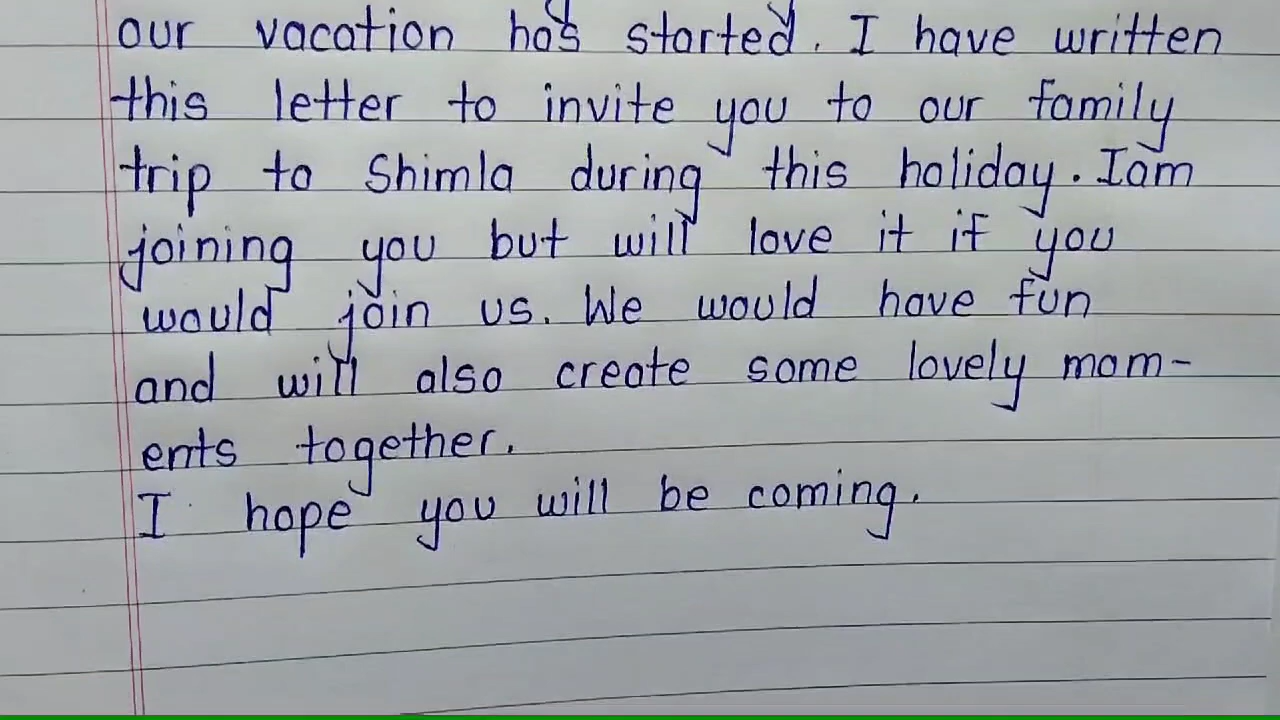 our vacation has started. I have written
this letter to invite you to our family
trip to Shimla during this holiday. Iam
joining you but will love it if you
would join us. We would have fun
and will also create some lovely mom-
ents together.
I hope you will be coming.